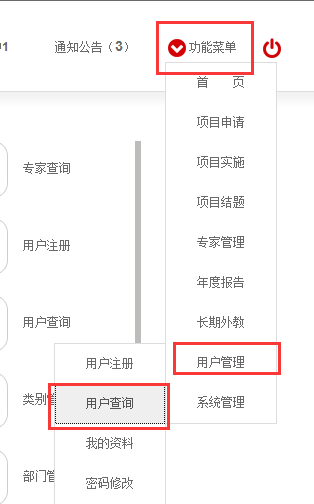 通知公告（3） 功能菜单
首 页
项目申请
项目实施
项目结题
专家管理
年度报告
长期外教
用户管理
系统管理
专家查询
用户注册
用户查询
类别
部门
用户注册
用户查询
我的资料
密码修改